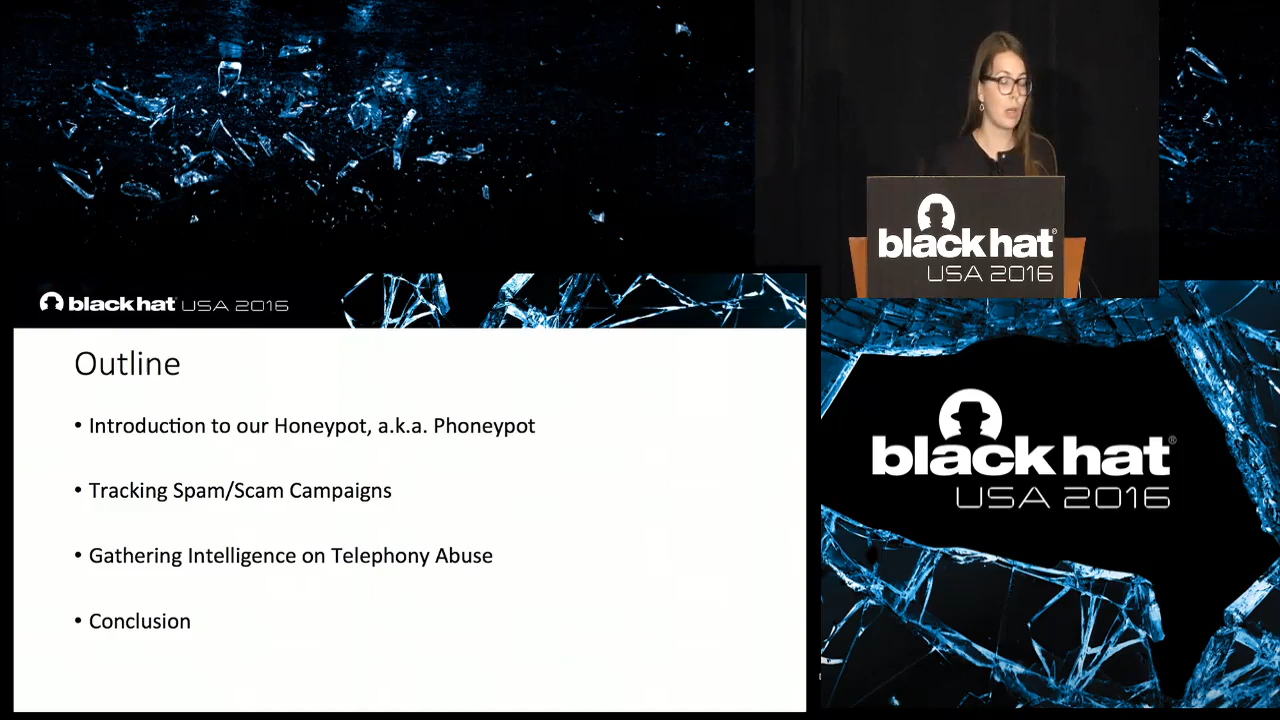 black hat®
USA 2016
black hat® USA 2016
Outline
• Introduction to our Honeypot, a.k.a. Phoneypot
• Tracking Spam/Scam Campaigns
• Gathering Intelligence on Telephony Abuse
• Conclusion
black hat®
USA 2016